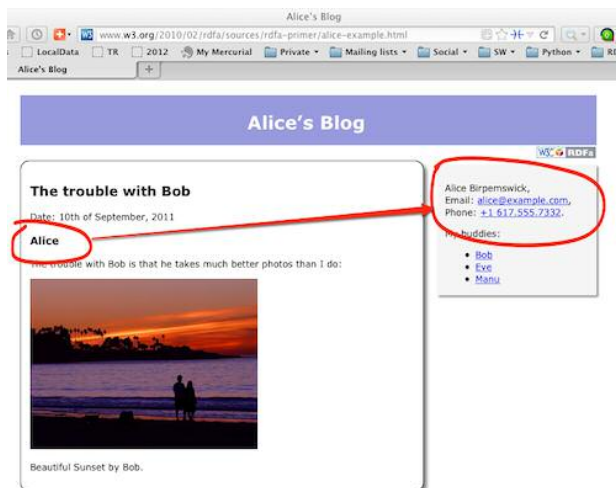 Alice's Blog
www.w3.org/2010/02/rdfa/sources/rdfa-primer/alice-example.html
LocalData TR 2012 My Mercurial Private Mailing lists Social SW Python
Alice's Blog +
Alice's Blog
W3C RDFa
The trouble with Bob
Date: 10th of September, 2011
Alice
The trouble with Bob is that he takes much better photos than I do:
Beautiful Sunset by Bob.
Alice Birpemswick,
Email: alice@example.com,
Phone: +1 617.555.7332.
My buddies:
Bob
Eve
Manu